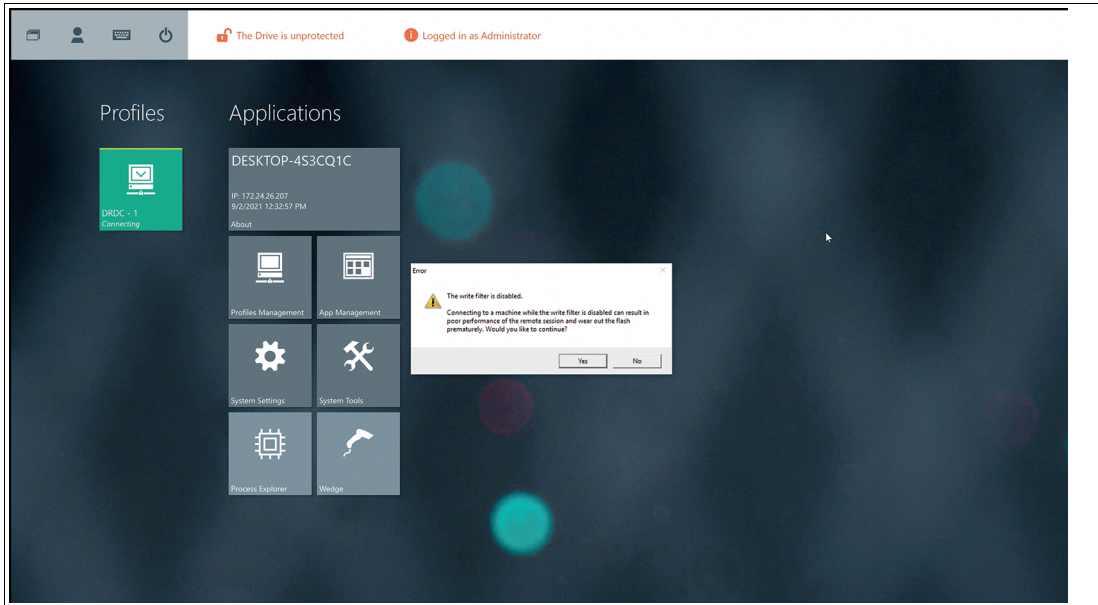 The Drive is unprotected
Logged in as Administrator
Profiles
Applications
DRDC - 1
Connecting
DESKTOP-4S3CQ1C
IP: 172.24.26.207
9/2/2021 12:32:57 PM
About
Profiles Management
App Management
System Settings
System Tools
Process Explorer
Wedge
Error
The write filter is disabled.
Connecting to a machine while the write filter is disabled can result in
poor performance of the remote session and wear out the flash
prematurely. Would you like to continue?
Yes
No